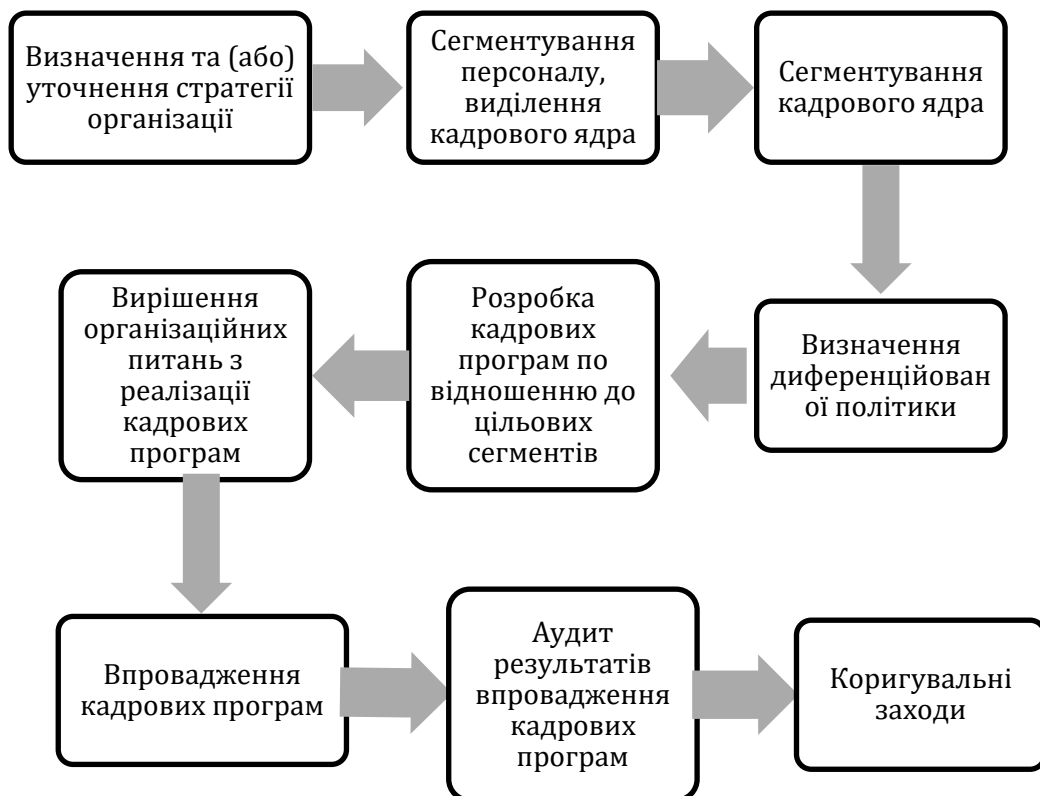 Визначення та (або)
уточнення стратегії
організації
Сегментування
персоналу,
виділення
кадрового ядра
Сегментування
кадрового ядра
Визначення
диференційован
ої політики
Розробка
кадрових
програм по
відношенню до
цільових
сегментів
Вирішення
організаційних
питань з
реалізації
кадрових
програм
Впровадження
кадрових програм
Аудит
результатів
впровадження
кадрових
програм
Коригувальні
заходи